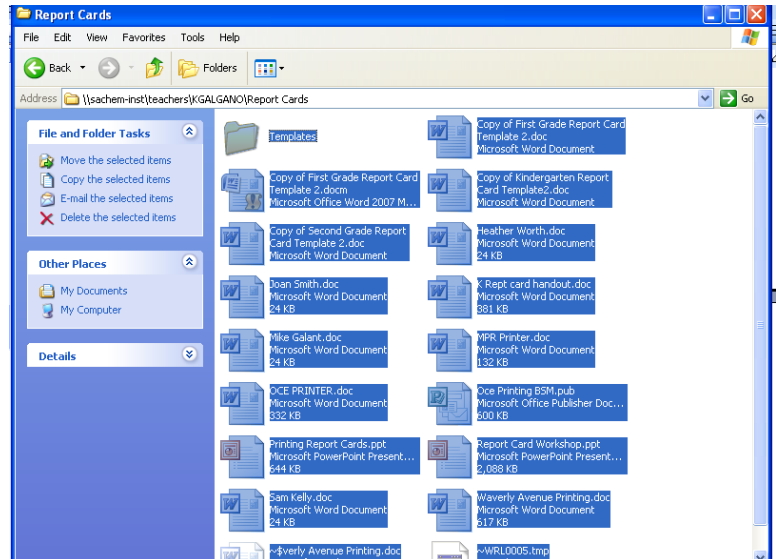 Report Cards
File Edit View Favorites Tools Help
Back Folders
Address \\sachem-inst\teachers\KGALGANO\Report Cards Go
File and Folder Tasks
Move the selected items
Copy the selected items
E-mail the selected items
Delete the selected items
Other Places
My Documents
My Computer
Details
Templates
Copy of First Grade Report Card
Template 2.doc
Microsoft Word Document
Copy of First Grade Report Card
Template 2.docm
Microsoft Office Word 2007 M...
Copy of Kindergarten Report
Card Template2.doc
Microsoft Word Document
Copy of Second Grade Report
Card Template 2.doc
Microsoft Word Document
Heather Worth.doc
Microsoft Word Document
24 KB
Joan Smith.doc
Microsoft Word Document
24 KB
K Rept card handout.doc
Microsoft Word Document
381 KB
Mike Galant.doc
Microsoft Word Document
24 KB
MPR Printer.doc
Microsoft Word Document
132 KB
OCE PRINTER.doc
Microsoft Word Document
332 KB
Oce Printing BSM.pub
Microsoft Office Publisher Doc...
600 KB
Printing Report Cards.ppt
Microsoft PowerPoint Present...
644 KB
Report Card Workshop.ppt
Microsoft PowerPoint Present...
2,088 KB
Sam Kelly.doc
Microsoft Word Document
24 KB
Waverly Avenue Printing.doc
Microsoft Word Document
617 KB
~$verly Avenue Printing.doc
~WRL0005.tmp